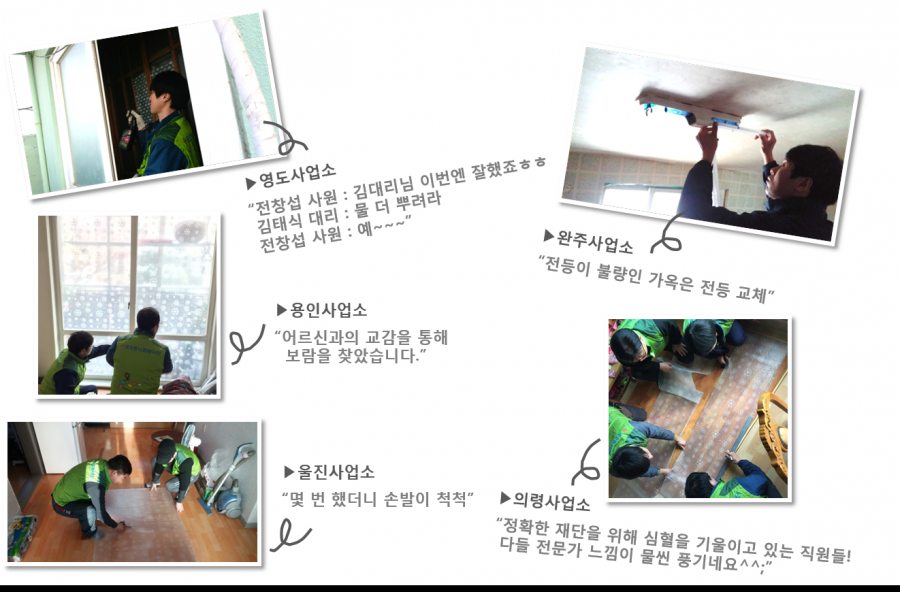 ▶영도사업소
“전창섭 사원 : 김대리님 이번엔 잘했죠ㅎㅎ
김태식 대리 : 물 더 뿌려라
전창섭 사원 : 예~~~”
▶완주사업소
“전등이 불량인 가옥은 전등 교체”
▶용인사업소
“어르신과의 교감을 통해
보람을 찾았습니다.”
▶울진사업소
“몇 번 했더니 손발이 척척”
▶의령사업소
“정확한 재단을 위해 심혈을 기울이고 있는 직원들!
다들 전문가 느낌이 물씬 풍기네요^^;”